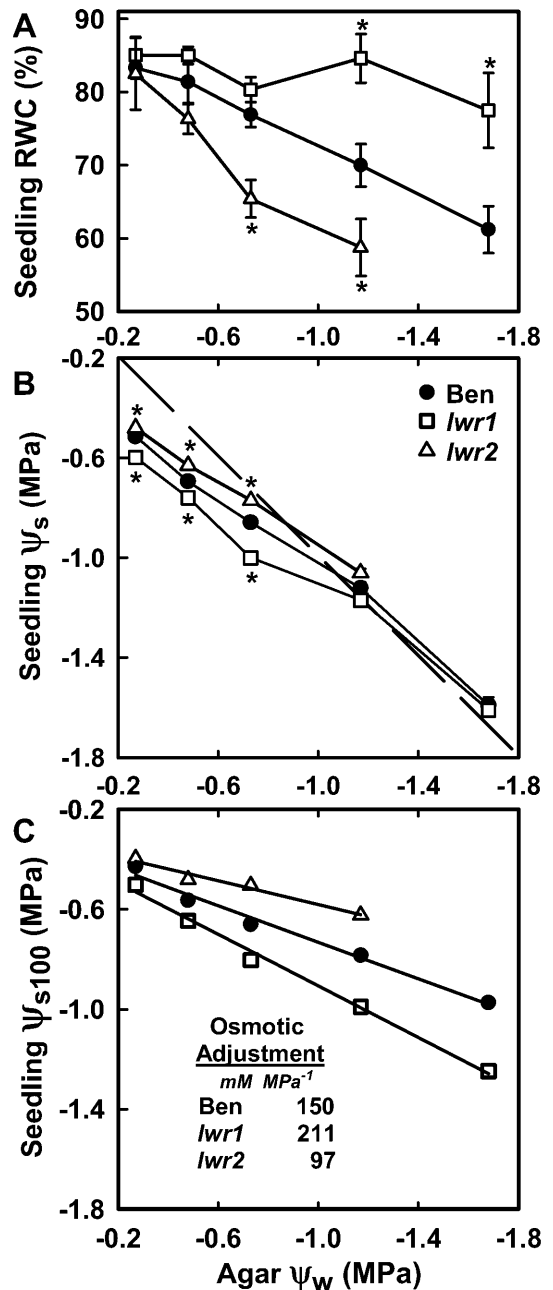 A
Seedling RWC (%)
90
80
70
60
50
* *
*
*
-0.2 -0.6 -1.0 -1.4 -1.8
B
Seedling ψs (MPa)
-0.2
-0.6
-1.0
-1.4
-1.8
Ben
lwr1
lwr2
* * *
* * *
-0.2 -0.6 -1.0 -1.4 -1.8
C
Seedling ψs100 (MPa)
-0.2
-0.6
-1.0
-1.4
-1.8
Osmotic
Adjustment
mM MPa⁻¹
Ben 150
lwr1 211
lwr2 97
-0.2 -0.6 -1.0 -1.4 -1.8
Agar ψw (MPa)